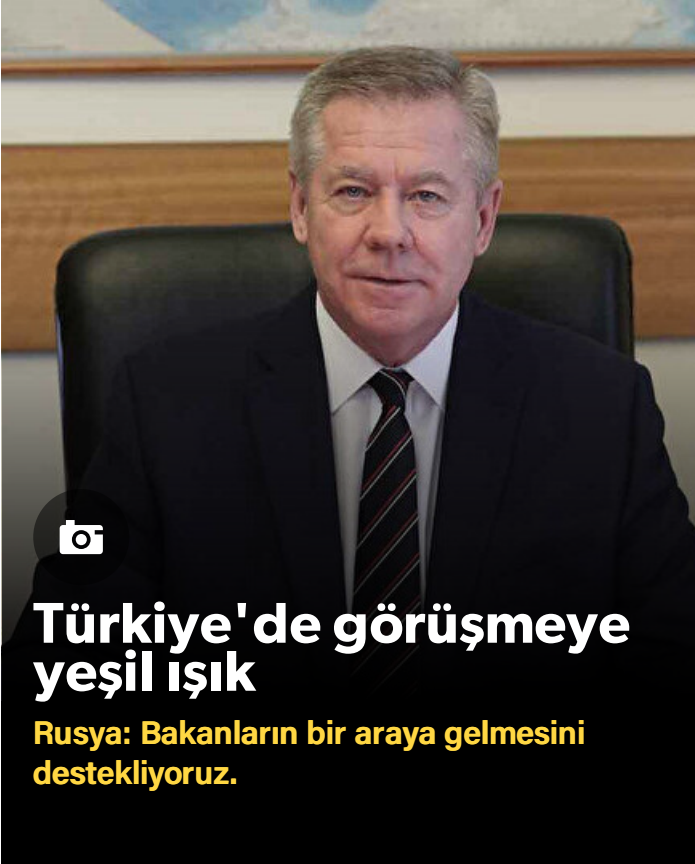 Türkiye'de görüşmeye
yeşil ışık
Rusya: Bakanların bir araya gelmesini
destekliyoruz.